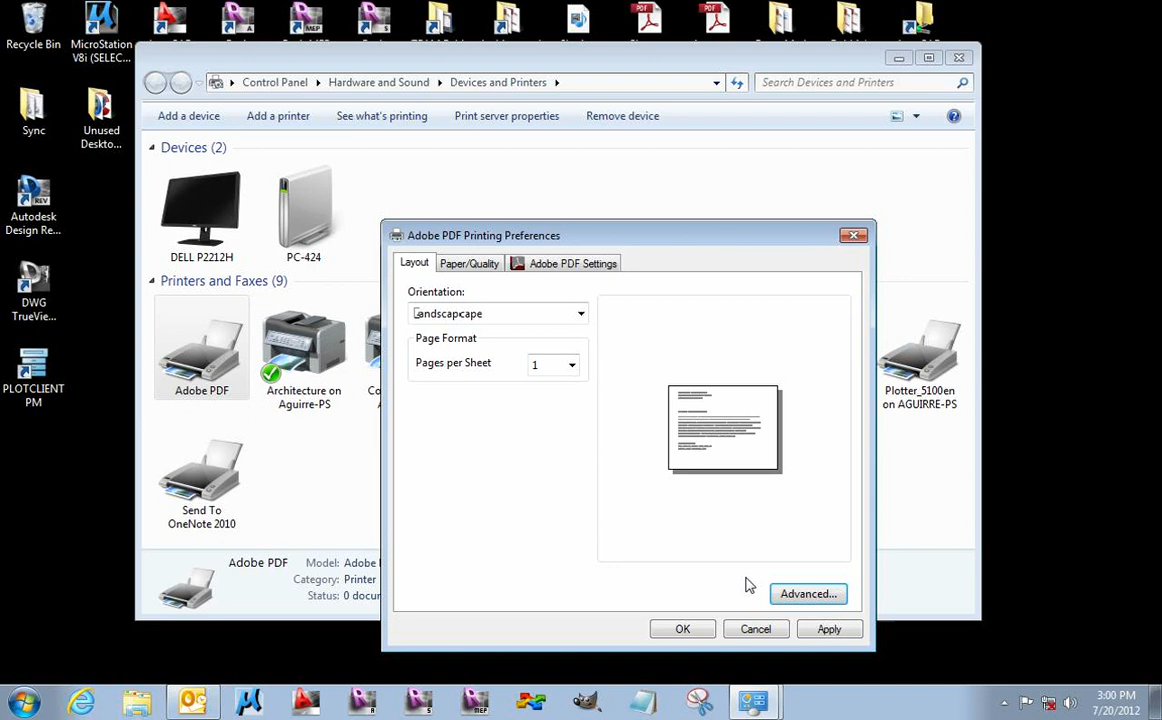 Recycle Bin
MicroStation
V8i (SELEC...
Control Panel
Hardware and Sound
Devices and Printers
Search Devices and Printers
Add a device
Add a printer
See what's printing
Print server properties
Remove device
Sync
Unused
Deskto...
Devices (2)
Autodesk
Design Re...
DELL P2212H
PC-424
Printers and Faxes (9)
DWG
TrueVie...
PLOTCLIENT
PM
Adobe PDF
Architecture on
Aguirre-PS
Plotter_5100en
on AGUIRRE-PS
Send To
OneNote 2010
Adobe PDF
Model: Adobe
Category: Printer
Status: 0 docur
Adobe PDF Printing Preferences
Layout
Paper/Quality
Adobe PDF Settings
Orientation:
andscapcape
Page Format
Pages per Sheet
1
Advanced...
OK
Cancel
Apply
3:00 PM
7/20/2012